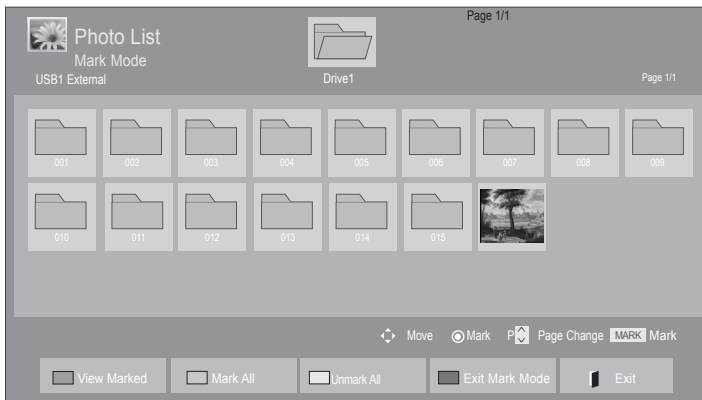 Page 1/1
Photo List
Mark Mode
USB1 External
Drive1
Page 1/1
001 002 003 004 005 006 007 008 009
010 011 012 013 014 015
Move Mark P Page Change MARK Mark
View Marked Mark All Unmark All Exit Mark Mode Exit